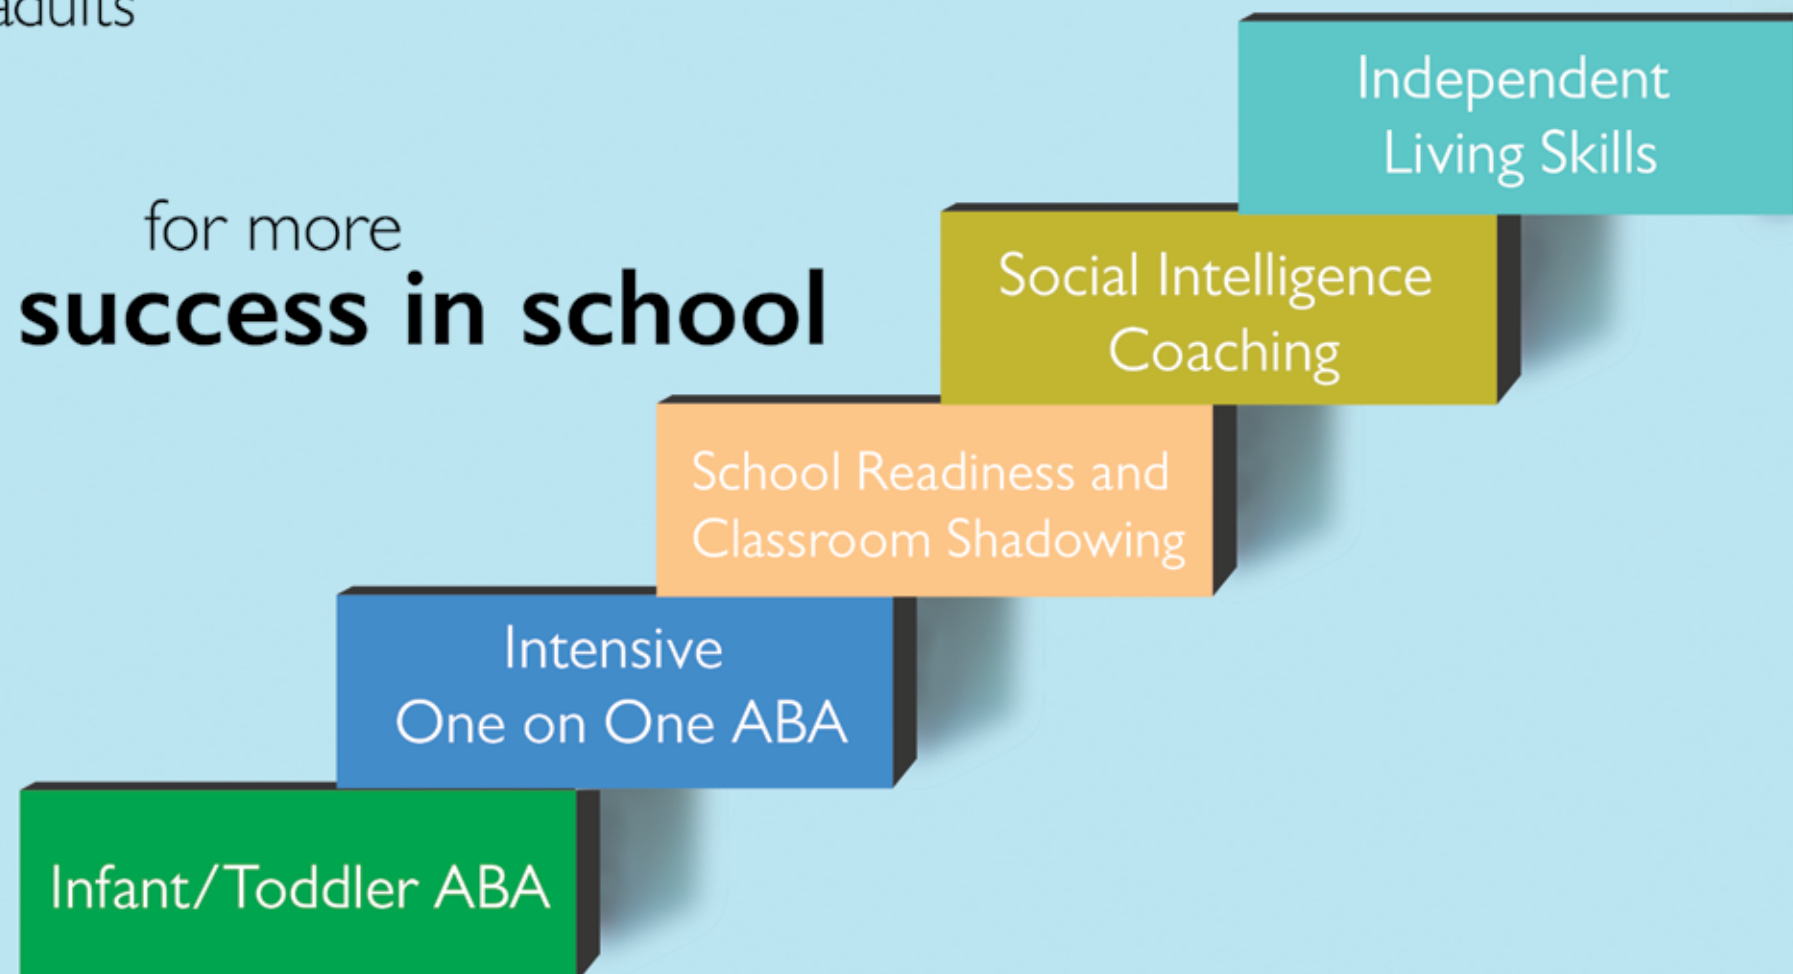 adults
for more
success in school
Independent
Living Skills
Social Intelligence
Coaching
School Readiness and
Classroom Shadowing
Intensive
One on One ABA
Infant/Toddler ABA